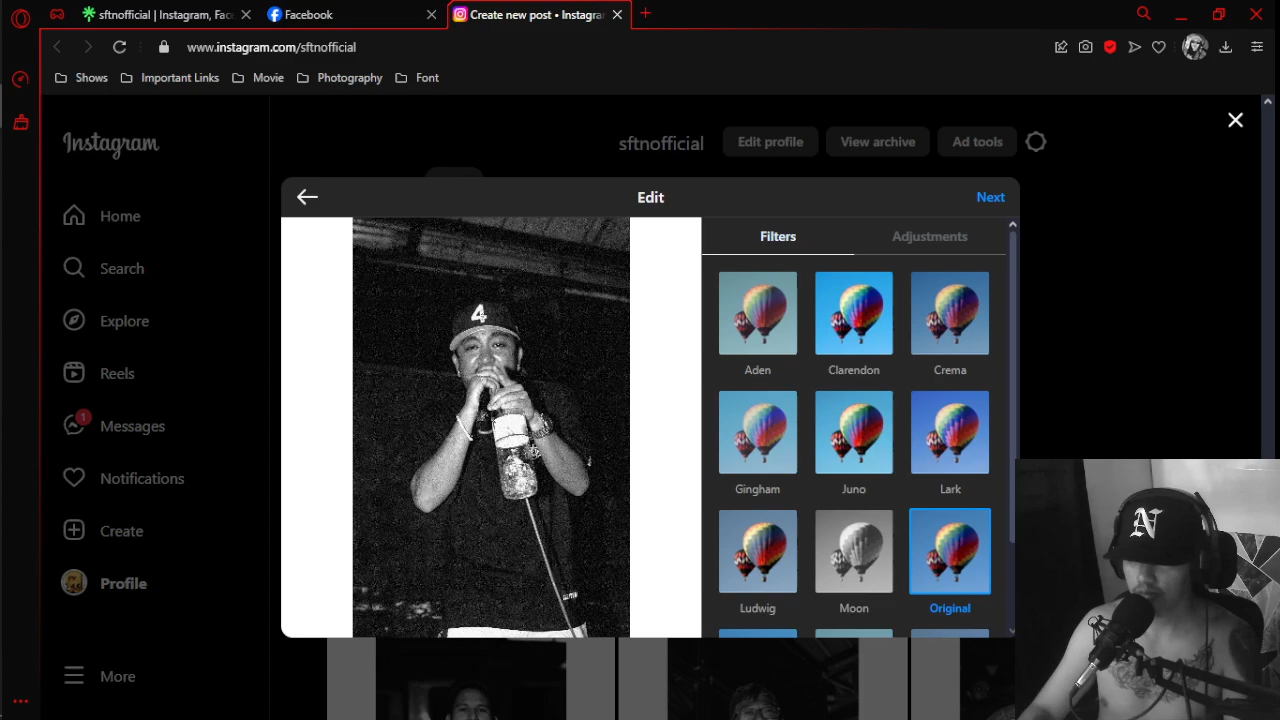 sftnofficial | Instagram, Fac
Facebook
Create new post • Instagra
www.instagram.com/sftnofficial
Shows
Important Links
Movie
Photography
Font
Instagram
sftnofficial
Edit profile
View archive
Ad tools
Edit
Next
Home
Search
Explore
Reels
1
Messages
Notifications
Create
Profile
More
4
Filters
Adjustments
Aden
Clarendon
Crema
Gingham
Juno
Lark
Ludwig
Moon
Original
N